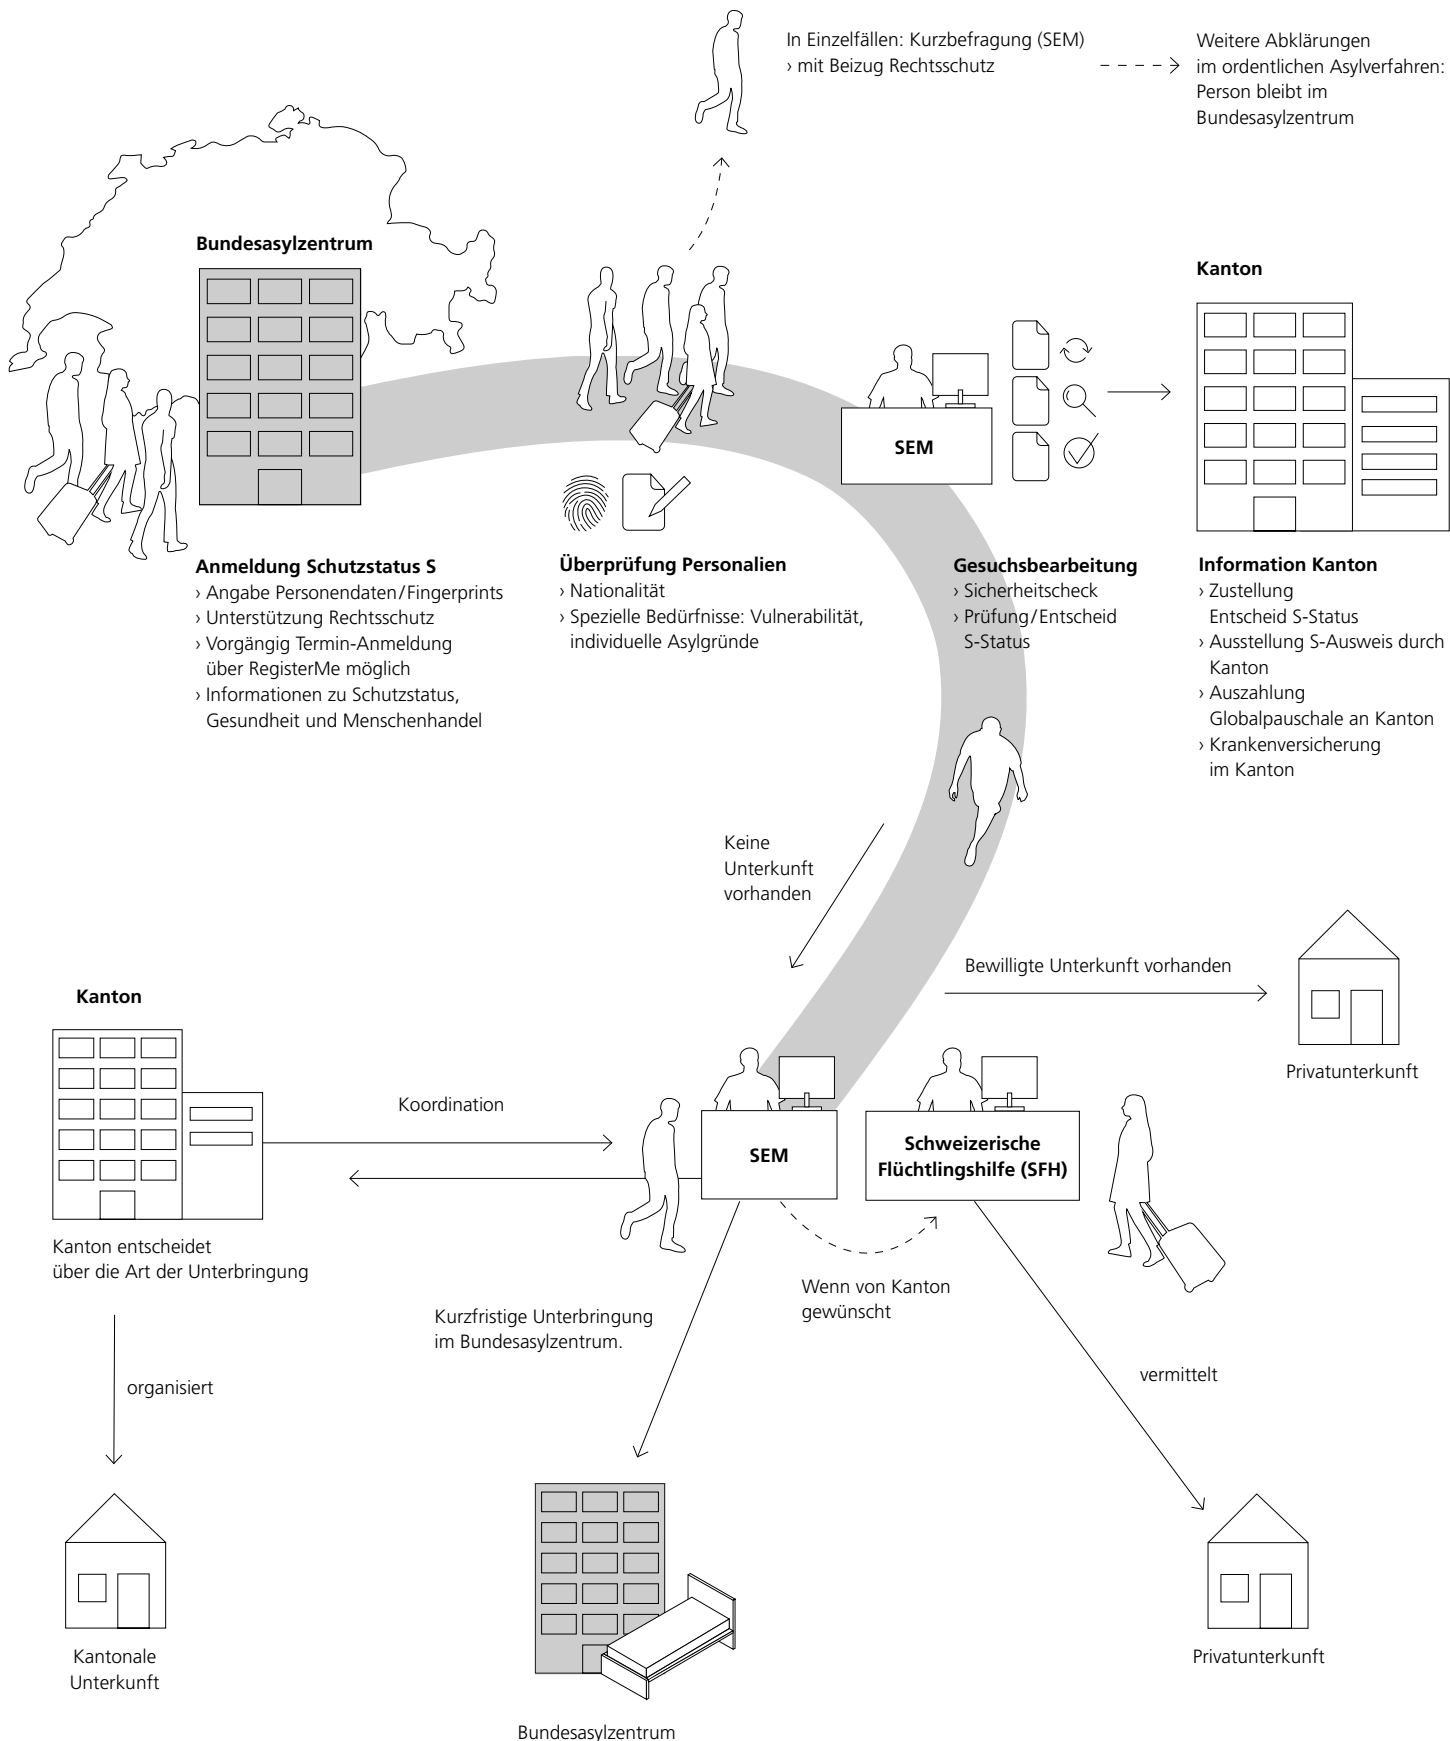 In Einzelfällen: Kurzbefragung (SEM)
› mit Beizug Rechtsschutz
Weitere Abklärungen
im ordentlichen Asylverfahren:
Person bleibt im
Bundesasylzentrum
Bundesasylzentrum
Kanton
SEM
Anmeldung Schutzstatus S
› Angabe Personendaten/Fingerprints
› Unterstützung Rechtsschutz
› Vorgängig Termin-Anmeldung
über RegisterMe möglich
› Informationen zu Schutzstatus,
Gesundheit und Menschenhandel
Überprüfung Personalien
› Nationalität
› Spezielle Bedürfnisse: Vulnerabilität,
individuelle Asylgründe
Gesuchsbearbeitung
› Sicherheitscheck
› Prüfung/Entscheid
S-Status
Information Kanton
› Zustellung
Entscheid S-Status
› Ausstellung S-Ausweis durch
Kanton
› Auszahlung
Globalpauschale an Kanton
› Krankenversicherung
im Kanton
Keine
Unterkunft
vorhanden
Bewilligte Unterkunft vorhanden
Privatunterkunft
Kanton
Koordination
SEM
Schweizerische
Flüchtlingshilfe (SFH)
Kanton entscheidet
über die Art der Unterbringung
Wenn von Kanton
gewünscht
Kurzfristige Unterbringung
im Bundesasylzentrum.
organisiert
vermittelt
Kantonale
Unterkunft
Bundesasylzentrum
Privatunterkunft